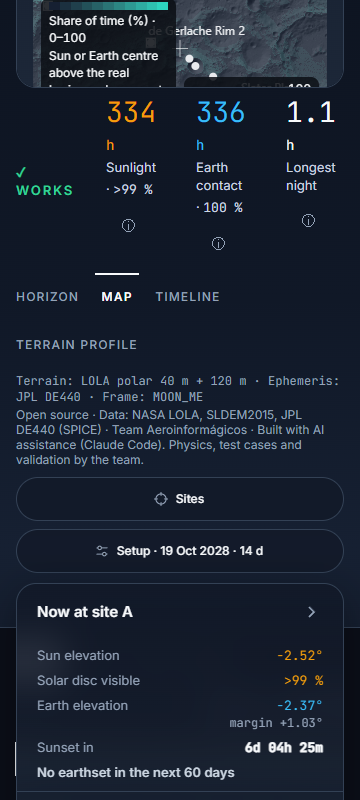 Share of time (%) ·
0–100
de Gerlache Rim 2
Sun or Earth centre
above the real
334 h
Sunlight
· >99 %
336 h
Earth contact
· 100 %
1.1 h
Longest night
✓ WORKS
HORIZON MAP TIMELINE
TERRAIN PROFILE
Terrain: LOLA polar 40 m + 120 m · Ephemeris:
JPL DE440 · Frame: MOON_ME
Open source · Data: NASA LOLA, SLDEM2015, JPL
DE440 (SPICE) · Team Aeroinformágicos · Built with AI
assistance (Claude Code). Physics, test cases and
validation by the team.
Sites
Setup · 19 Oct 2028 · 14 d
Now at site A
Sun elevation -2.52°
Solar disc visible >99 %
Earth elevation -2.37°
margin +1.03°
Sunset in 6d 04h 25m
No earthset in the next 60 days